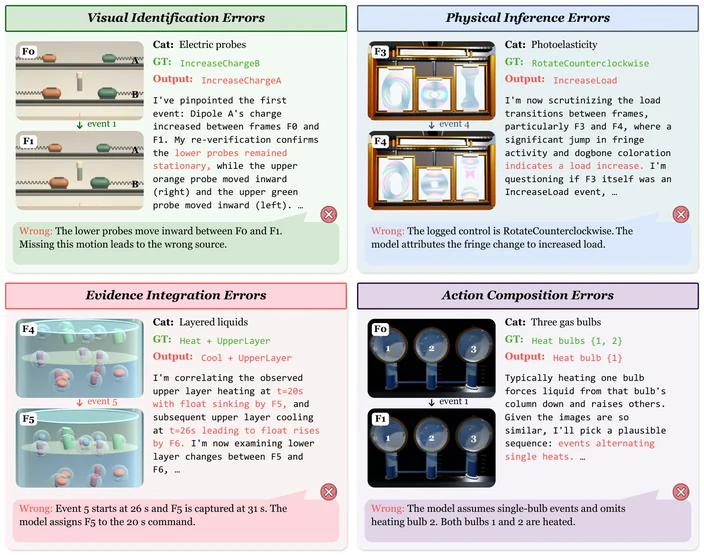 Visual Identification Errors
F0
A
B
event 1
F1
A
B
Cat: Electric probes
GT: IncreaseChargeB
Output: IncreaseChargeA
I've pinpointed the first
event: Dipole A's charge
increased between frames F0 and
F1. My re-verification confirms
the lower probes remained
stationary, while the upper
orange probe moved inward
(right) and the upper green
probe moved inward (left). …
Wrong: The lower probes move inward between F0 and F1.
Missing this motion leads to the wrong source.
Physical Inference Errors
F3
event 4
F4
Cat: Photoelasticity
GT: RotateCounterclockwise
Output: IncreaseLoad
I'm now scrutinizing the load
transitions between frames,
particularly F3 and F4, where a
significant jump in fringe
activity and dogbone coloration
indicates a load increase. I'm
questioning if F3 itself was an
IncreaseLoad event, …
Wrong: The logged control is RotateCounterclockwise. The
model attributes the fringe change to increased load.
Evidence Integration Errors
F4
event 5
F5
Cat: Layered liquids
GT: Heat + UpperLayer
Output: Cool + UpperLayer
I'm correlating the observed
upper layer heating at t=20s
with float sinking by F5, and
subsequent upper layer cooling
at t=26s leading to float rises
by F6. I'm now examining lower
layer changes between F5 and
F6, …
Wrong: Event 5 starts at 26 s and F5 is captured at 31 s. The
model assigns F5 to the 20 s command.
Action Composition Errors
F0
1 2 3
event 1
F1
1 2 3
Cat: Three gas bulbs
GT: Heat bulbs {1, 2}
Output: Heat bulb {1}
Typically heating one bulb
forces liquid from that bulb's
column down and raises others.
Given the images are so
similar, I'll pick a plausible
sequence: events alternating
single heats. …
Wrong: The model assumes single-bulb events and omits
heating bulb 2. Both bulbs 1 and 2 are heated.